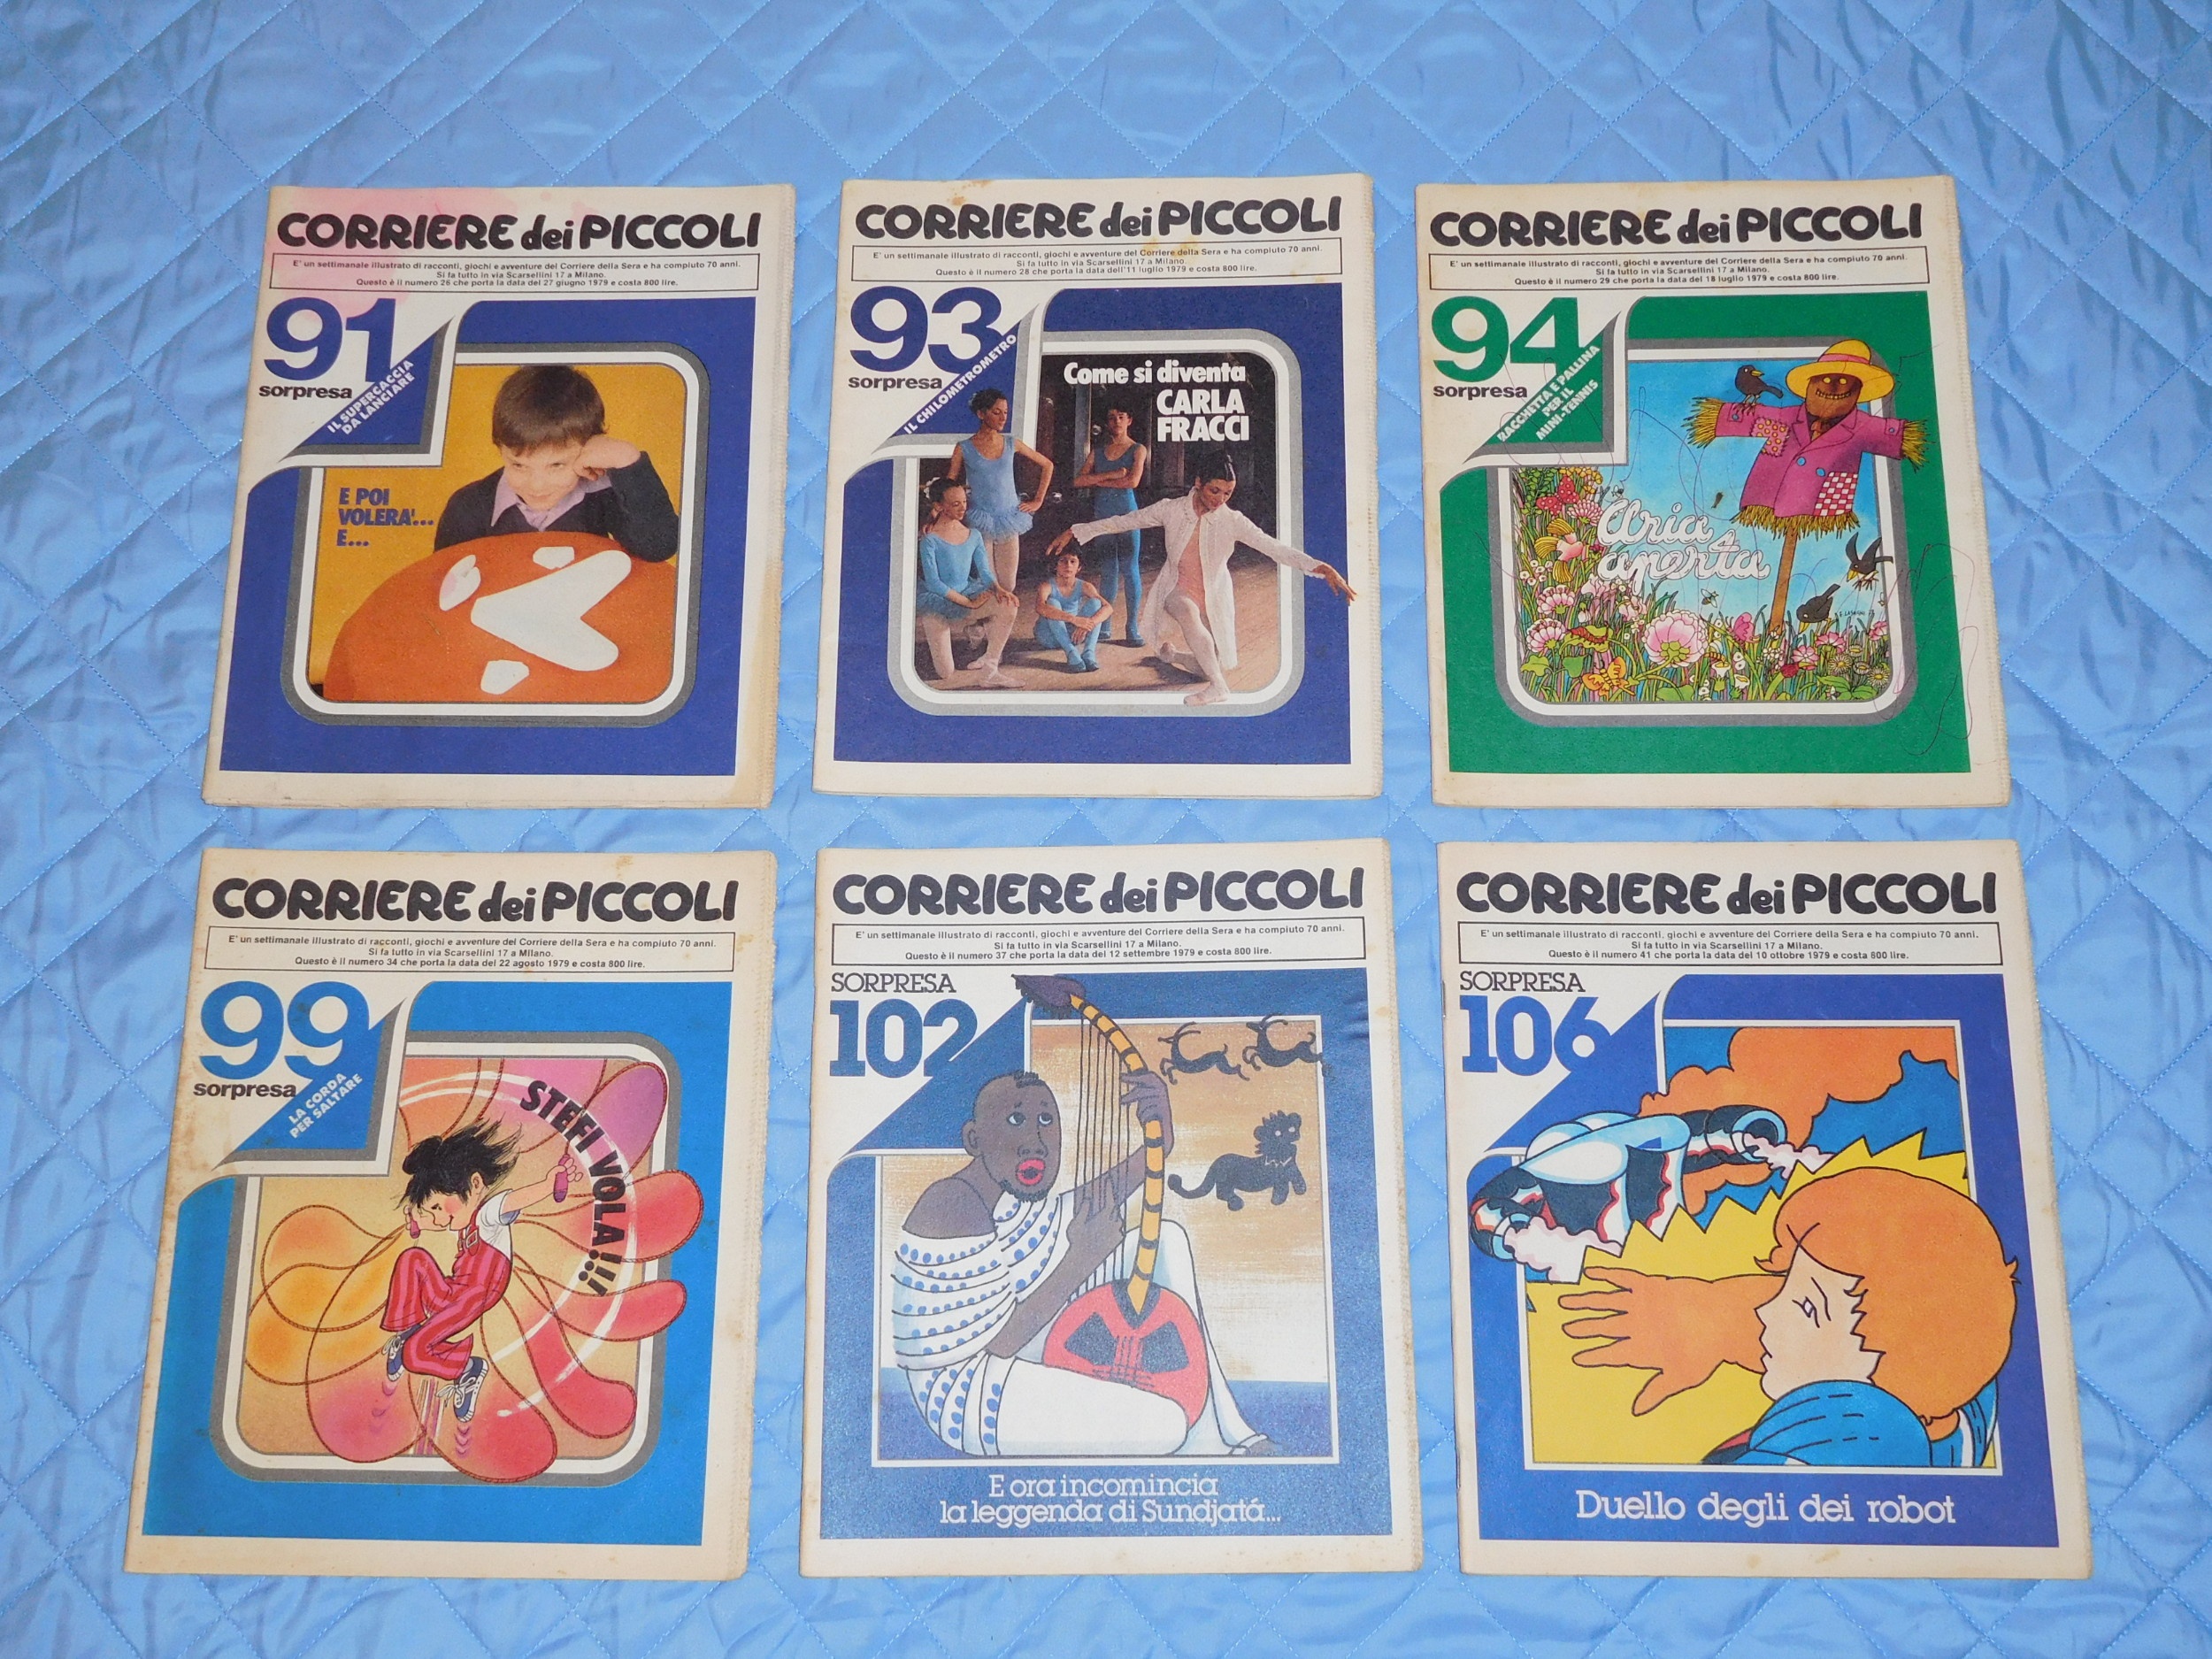 CORRIERE dei PICCOLI
E' un settimanale illustrato di racconti, giochi e avventure del Corriere della Sera e ha compiuto 70 anni.
Si fa tutto in via Scarsellini 17 a Milano.
Questo è il numero 26 che porta la data del 27 giugno 1979 e costa 800 lire.
91
sorpresa
IL SUPERCACCIA
DA LANCIARE
E POI
VOLERA'...
E...
CORRIERE dei PICCOLI
E' un settimanale illustrato di racconti, giochi e avventure del Corriere della Sera e ha compiuto 70 anni.
Si fa tutto in via Scarsellini 17 a Milano.
Questo è il numero 28 che porta la data dell'11 luglio 1979 e costa 800 lire.
93
sorpresa
IL CHILOMETROMETRO
Come si diventa
CARLA
FRACCI
CORRIERE dei PICCOLI
E' un settimanale illustrato di racconti, giochi e avventure del Corriere della Sera e ha compiuto 70 anni.
Si fa tutto in via Scarsellini 17 a Milano.
Questo è il numero 29 che porta la data del 18 luglio 1979 e costa 800 lire.
94
sorpresa
RACCHETTA E PALLINA
PER IL
MINI-TENNIS
Aria
aperta
CORRIERE dei PICCOLI
E' un settimanale illustrato di racconti, giochi e avventure del Corriere della Sera e ha compiuto 70 anni.
Si fa tutto in via Scarsellini 17 a Milano.
Questo è il numero 34 che porta la data del 22 agosto 1979 e costa 800 lire.
99
sorpresa
LA CORDA
PER SALTARE
STEFI VOLA!!!
CORRIERE dei PICCOLI
E' un settimanale illustrato di racconti, giochi e avventure del Corriere della Sera e ha compiuto 70 anni.
Si fa tutto in via Scarsellini 17 a Milano.
Questo è il numero 37 che porta la data del 12 settembre 1979 e costa 800 lire.
SORPRESA
102
E ora incomincia
la leggenda di Sundjatá...
CORRIERE dei PICCOLI
E' un settimanale illustrato di racconti, giochi e avventure del Corriere della Sera e ha compiuto 70 anni.
Si fa tutto in via Scarsellini 17 a Milano.
Questo è il numero 41 che porta la data del 10 ottobre 1979 e costa 600 lire.
SORPRESA
106
Duello degli dei robot